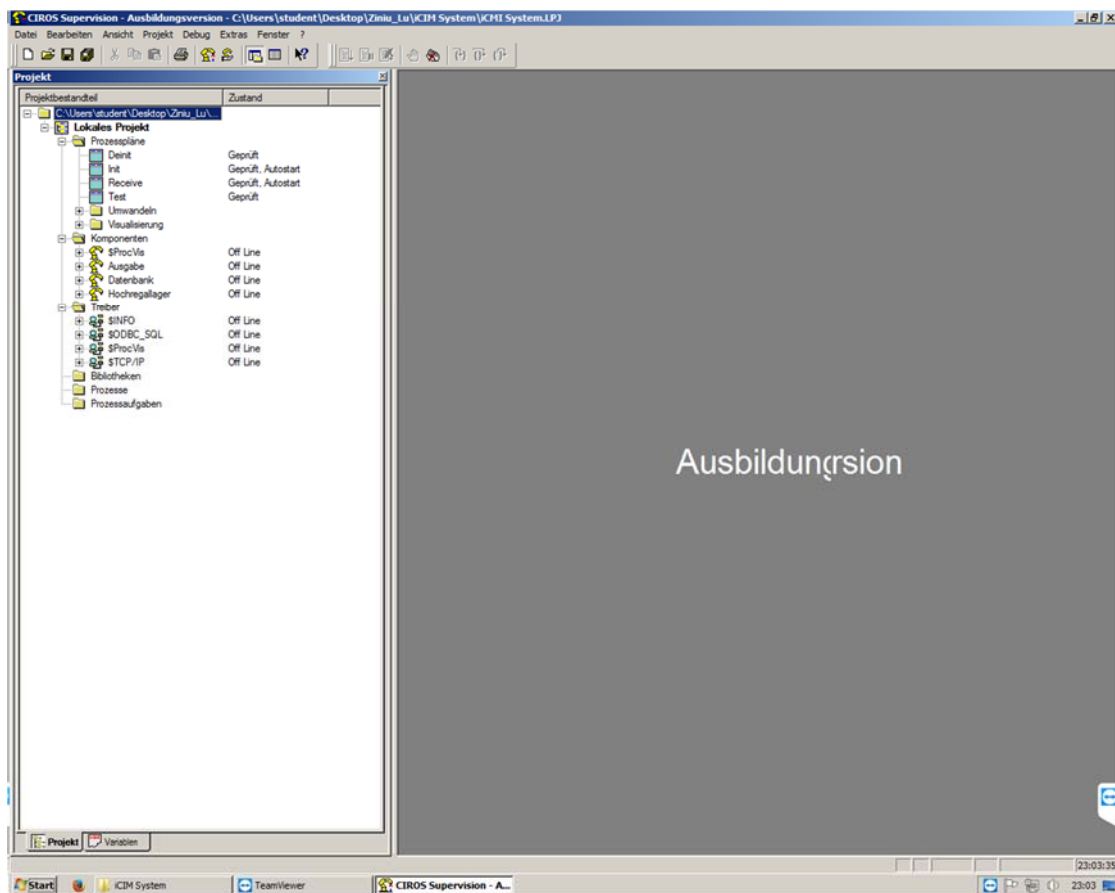 CIROS Supervision - Ausbildungsversion - C:\Users\student\Desktop\Ziniu_Lu\iCIM System\iCMI System.LPJ
Datei Bearbeiten Ansicht Projekt Debug Extras Fenster ?
Projekt
Projektbestandteil Zustand
C:\Users\student\Desktop\Ziniu_Lu\...
Lokales Projekt
Prozesspläne
Deinit Geprüft
Init Geprüft, Autostart
Receive Geprüft, Autostart
Test Geprüft
Umwandeln
Visualisierung
Komponenten
$ProcVis Off Line
Ausgabe Off Line
Datenbank Off Line
Hochregallager Off Line
Treiber
$INFO Off Line
$ODBC_SQL Off Line
$ProcVis Off Line
$TCP/IP Off Line
Bibliotheken
Prozesse
Prozessaufgaben
Projekt Variablen
23:03:35
Start iCIM System TeamViewer CIROS Supervision - A... 23:03